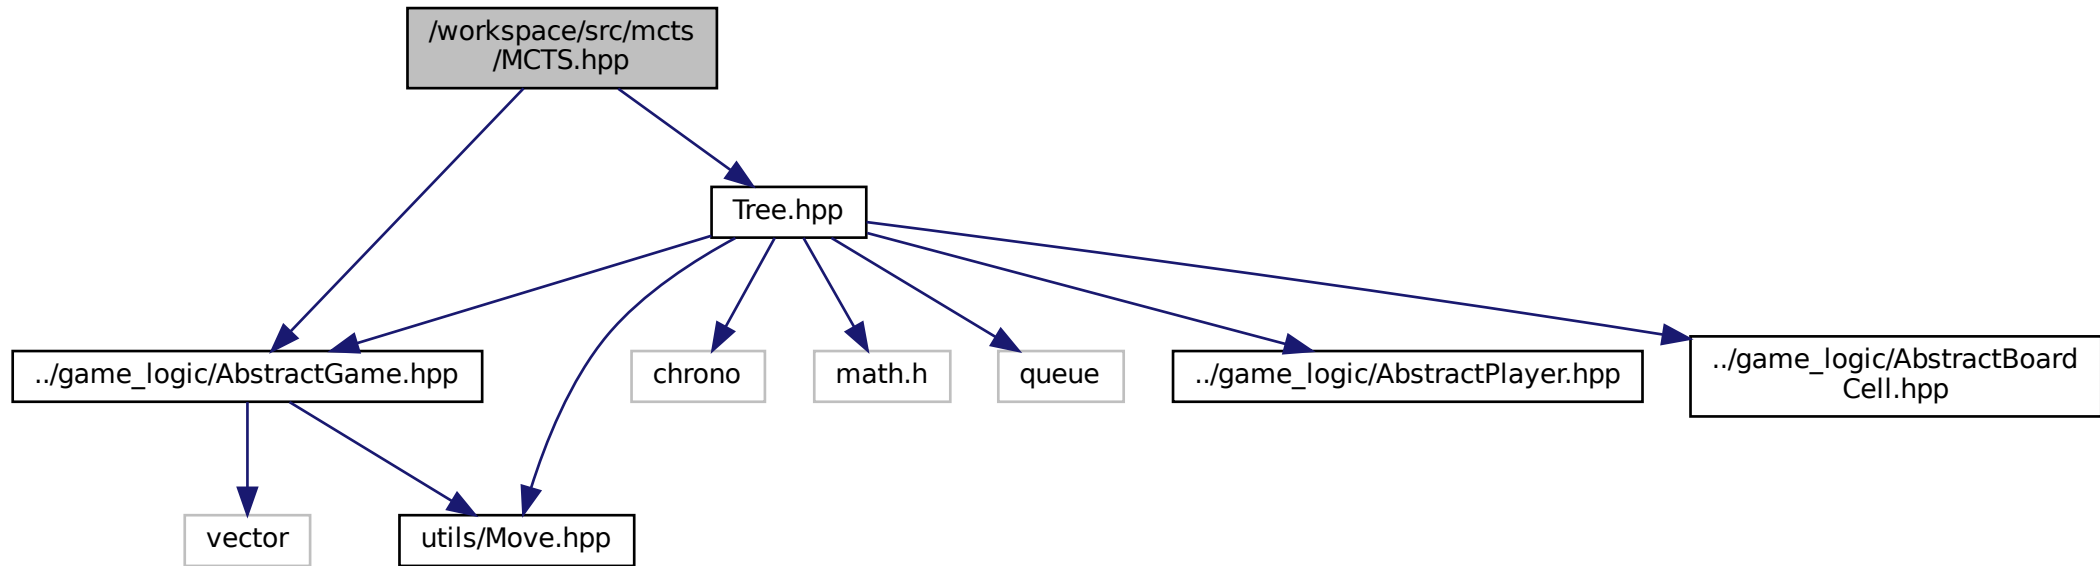 /workspace/src/mcts
/MCTS.hpp
Tree.hpp
../game_logic/AbstractGame.hpp
chrono
math.h
queue
../game_logic/AbstractPlayer.hpp
../game_logic/AbstractBoard
Cell.hpp
vector
utils/Move.hpp